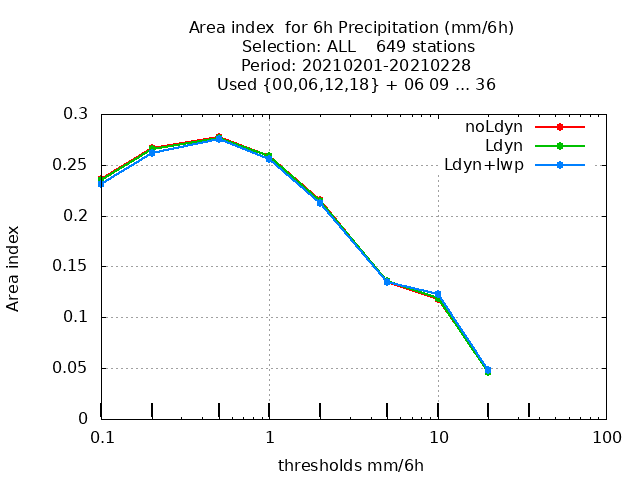 Area index  for 6h Precipitation (mm/6h)
Selection: ALL    649 stations
Period: 20210201-20210228
Used {00,06,12,18} + 06 09 ... 36
noLdyn
Ldyn
Ldyn+lwp
0.3
0.25
0.2
0.15
0.1
0.05
0
Area index
0.1 1 10 100
thresholds mm/6h